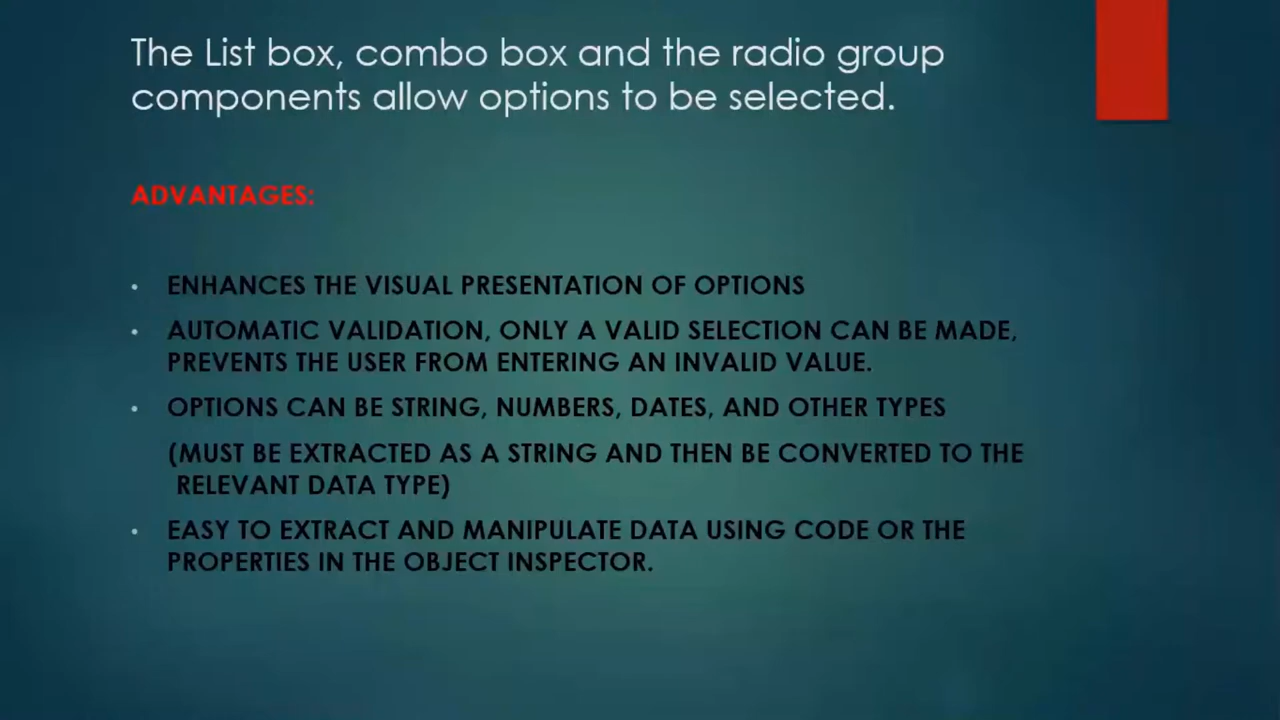 The List box, combo box and the radio group
components allow options to be selected.
ADVANTAGES:
• ENHANCES THE VISUAL PRESENTATION OF OPTIONS
• AUTOMATIC VALIDATION, ONLY A VALID SELECTION CAN BE MADE,
PREVENTS THE USER FROM ENTERING AN INVALID VALUE.
• OPTIONS CAN BE STRING, NUMBERS, DATES, AND OTHER TYPES
(MUST BE EXTRACTED AS A STRING AND THEN BE CONVERTED TO THE
RELEVANT DATA TYPE)
• EASY TO EXTRACT AND MANIPULATE DATA USING CODE OR THE
PROPERTIES IN THE OBJECT INSPECTOR.